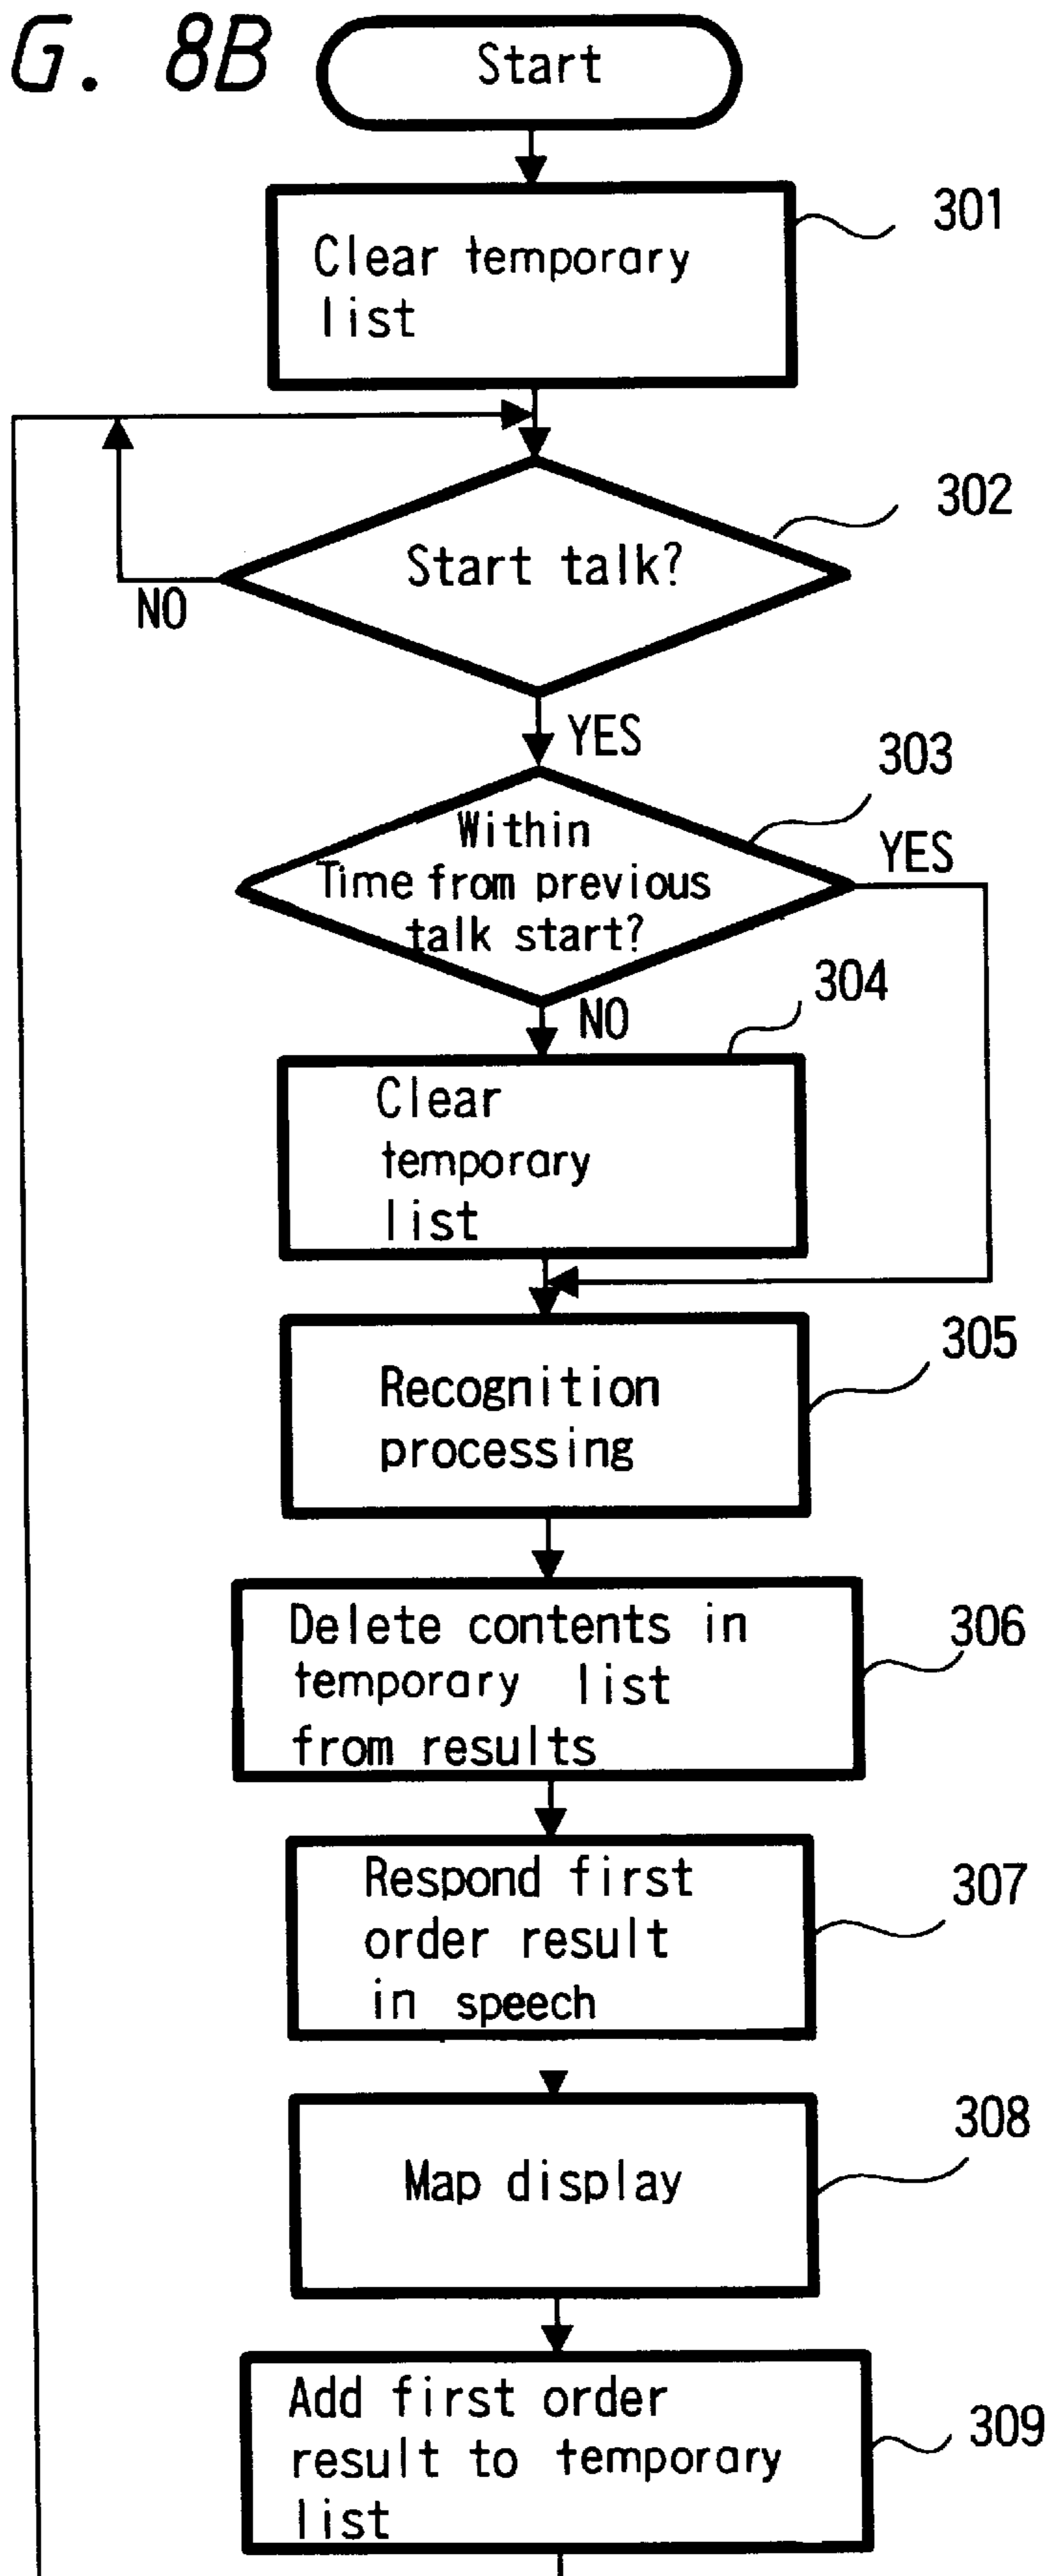 G. 8B
Start
301
Clear temporary
list
302
Start talk?
NO
YES
303
Within
Time from previous
talk start?
YES
304
NO
Clear
temporary
list
305
Recognition
processing
306
Delete contents in
temporary list
from results
307
Respond first
order result
in speech
308
Map display
309
Add first order
result to temporary
list